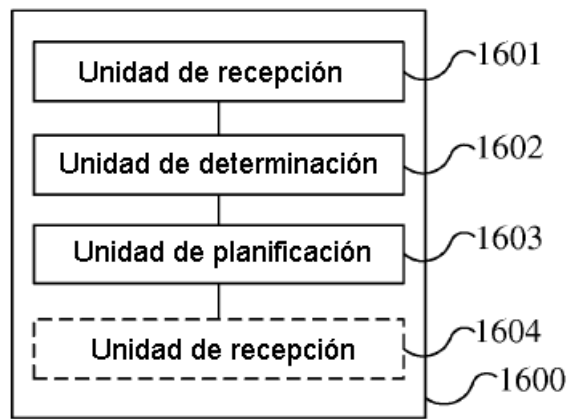 Unidad de recepción 1601
Unidad de determinación 1602
Unidad de planificación 1603
Unidad de recepción 1604
1600